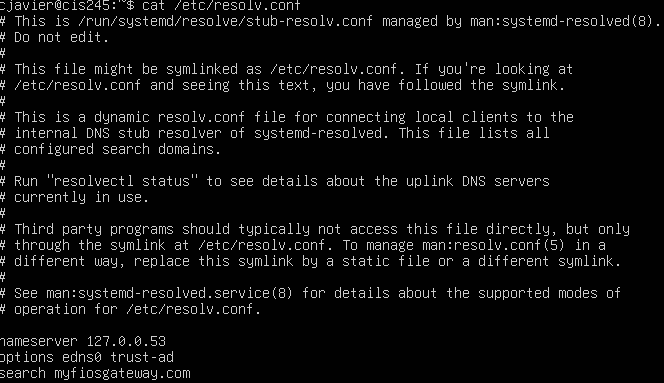 cjavier@cis245:~$ cat /etc/resolv.conf
# This is /run/systemd/resolve/stub-resolv.conf managed by man:systemd-resolved(8).
# Do not edit.
#
# This file might be symlinked as /etc/resolv.conf. If you're looking at
# /etc/resolv.conf and seeing this text, you have followed the symlink.
#
# This is a dynamic resolv.conf file for connecting local clients to the
# internal DNS stub resolver of systemd-resolved. This file lists all
# configured search domains.
#
# Run "resolvectl status" to see details about the uplink DNS servers
# currently in use.
#
# Third party programs should typically not access this file directly, but only
# through the symlink at /etc/resolv.conf. To manage man:resolv.conf(5) in a
# different way, replace this symlink by a static file or a different symlink.
#
# See man:systemd-resolved.service(8) for details about the supported modes of
# operation for /etc/resolv.conf.

nameserver 127.0.0.53
options edns0 trust-ad
search myfiosgateway.com